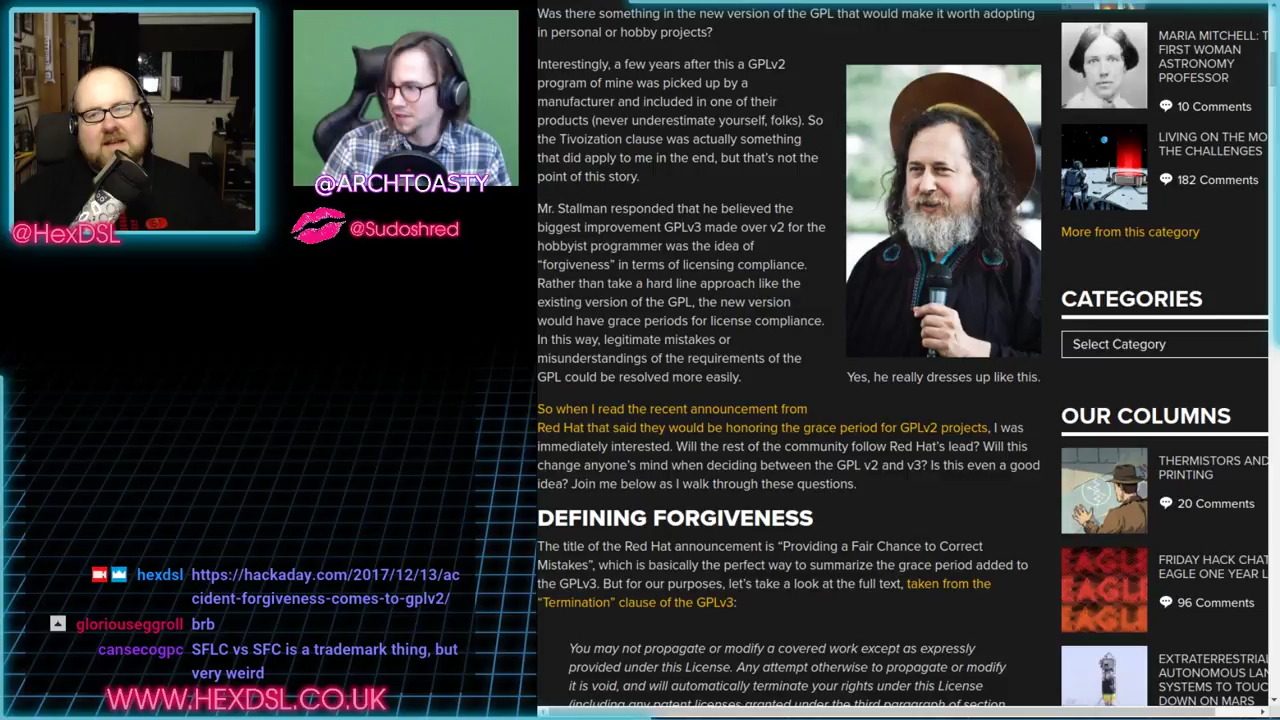 @HexDSL
@ARCHTOASTY
@Sudoshred
hexdsl https://hackaday.com/2017/12/13/ac
cident-forgiveness-comes-to-gplv2/
gloriouseggroll brb
cansecogpc SFLC vs SFC is a trademark thing, but
very weird
WWW.HEXDSL.CO.UK
Was there something in the new version of the GPL that would make it worth adopting
in personal or hobby projects?
Interestingly, a few years after this a GPLv2
program of mine was picked up by a
manufacturer and included in one of their
products (never underestimate yourself, folks). So
the Tivoization clause was actually something
that did apply to me in the end, but that’s not the
point of this story.
Mr. Stallman responded that he believed the
biggest improvement GPLv3 made over v2 for the
hobbyist programmer was the idea of
“forgiveness” in terms of licensing compliance.
Rather than take a hard line approach like the
existing version of the GPL, the new version
would have grace periods for license compliance.
In this way, legitimate mistakes or
misunderstandings of the requirements of the
GPL could be resolved more easily.
Yes, he really dresses up like this.
So when I read the recent announcement from
Red Hat that said they would be honoring the grace period for GPLv2 projects, I was
immediately interested. Will the rest of the community follow Red Hat’s lead? Will this
change anyone’s mind when deciding between the GPL v2 and v3? Is this even a good
idea? Join me below as I walk through these questions.
DEFINING FORGIVENESS
The title of the Red Hat announcement is “Providing a Fair Chance to Correct
Mistakes”, which is basically the perfect way to summarize the grace period added to
the GPLv3. But for our purposes, let’s take a look at the full text, taken from the
“Termination” clause of the GPLv3:
You may not propagate or modify a covered work except as expressly
provided under this License. Any attempt otherwise to propagate or modify
it is void, and will automatically terminate your rights under this License
(including any patent licenses granted under the third paragraph of section
MARIA MITCHELL: T
FIRST WOMAN
ASTRONOMY
PROFESSOR
10 Comments
LIVING ON THE MO
THE CHALLENGES
182 Comments
More from this category
CATEGORIES
Select Category
OUR COLUMNS
THERMISTORS AND
PRINTING
20 Comments
FRIDAY HACK CHAT
EAGLE ONE YEAR L
96 Comments
EXTRATERRESTRIAL
AUTONOMOUS LAN
SYSTEMS TO TOUC
DOWN ON MARS